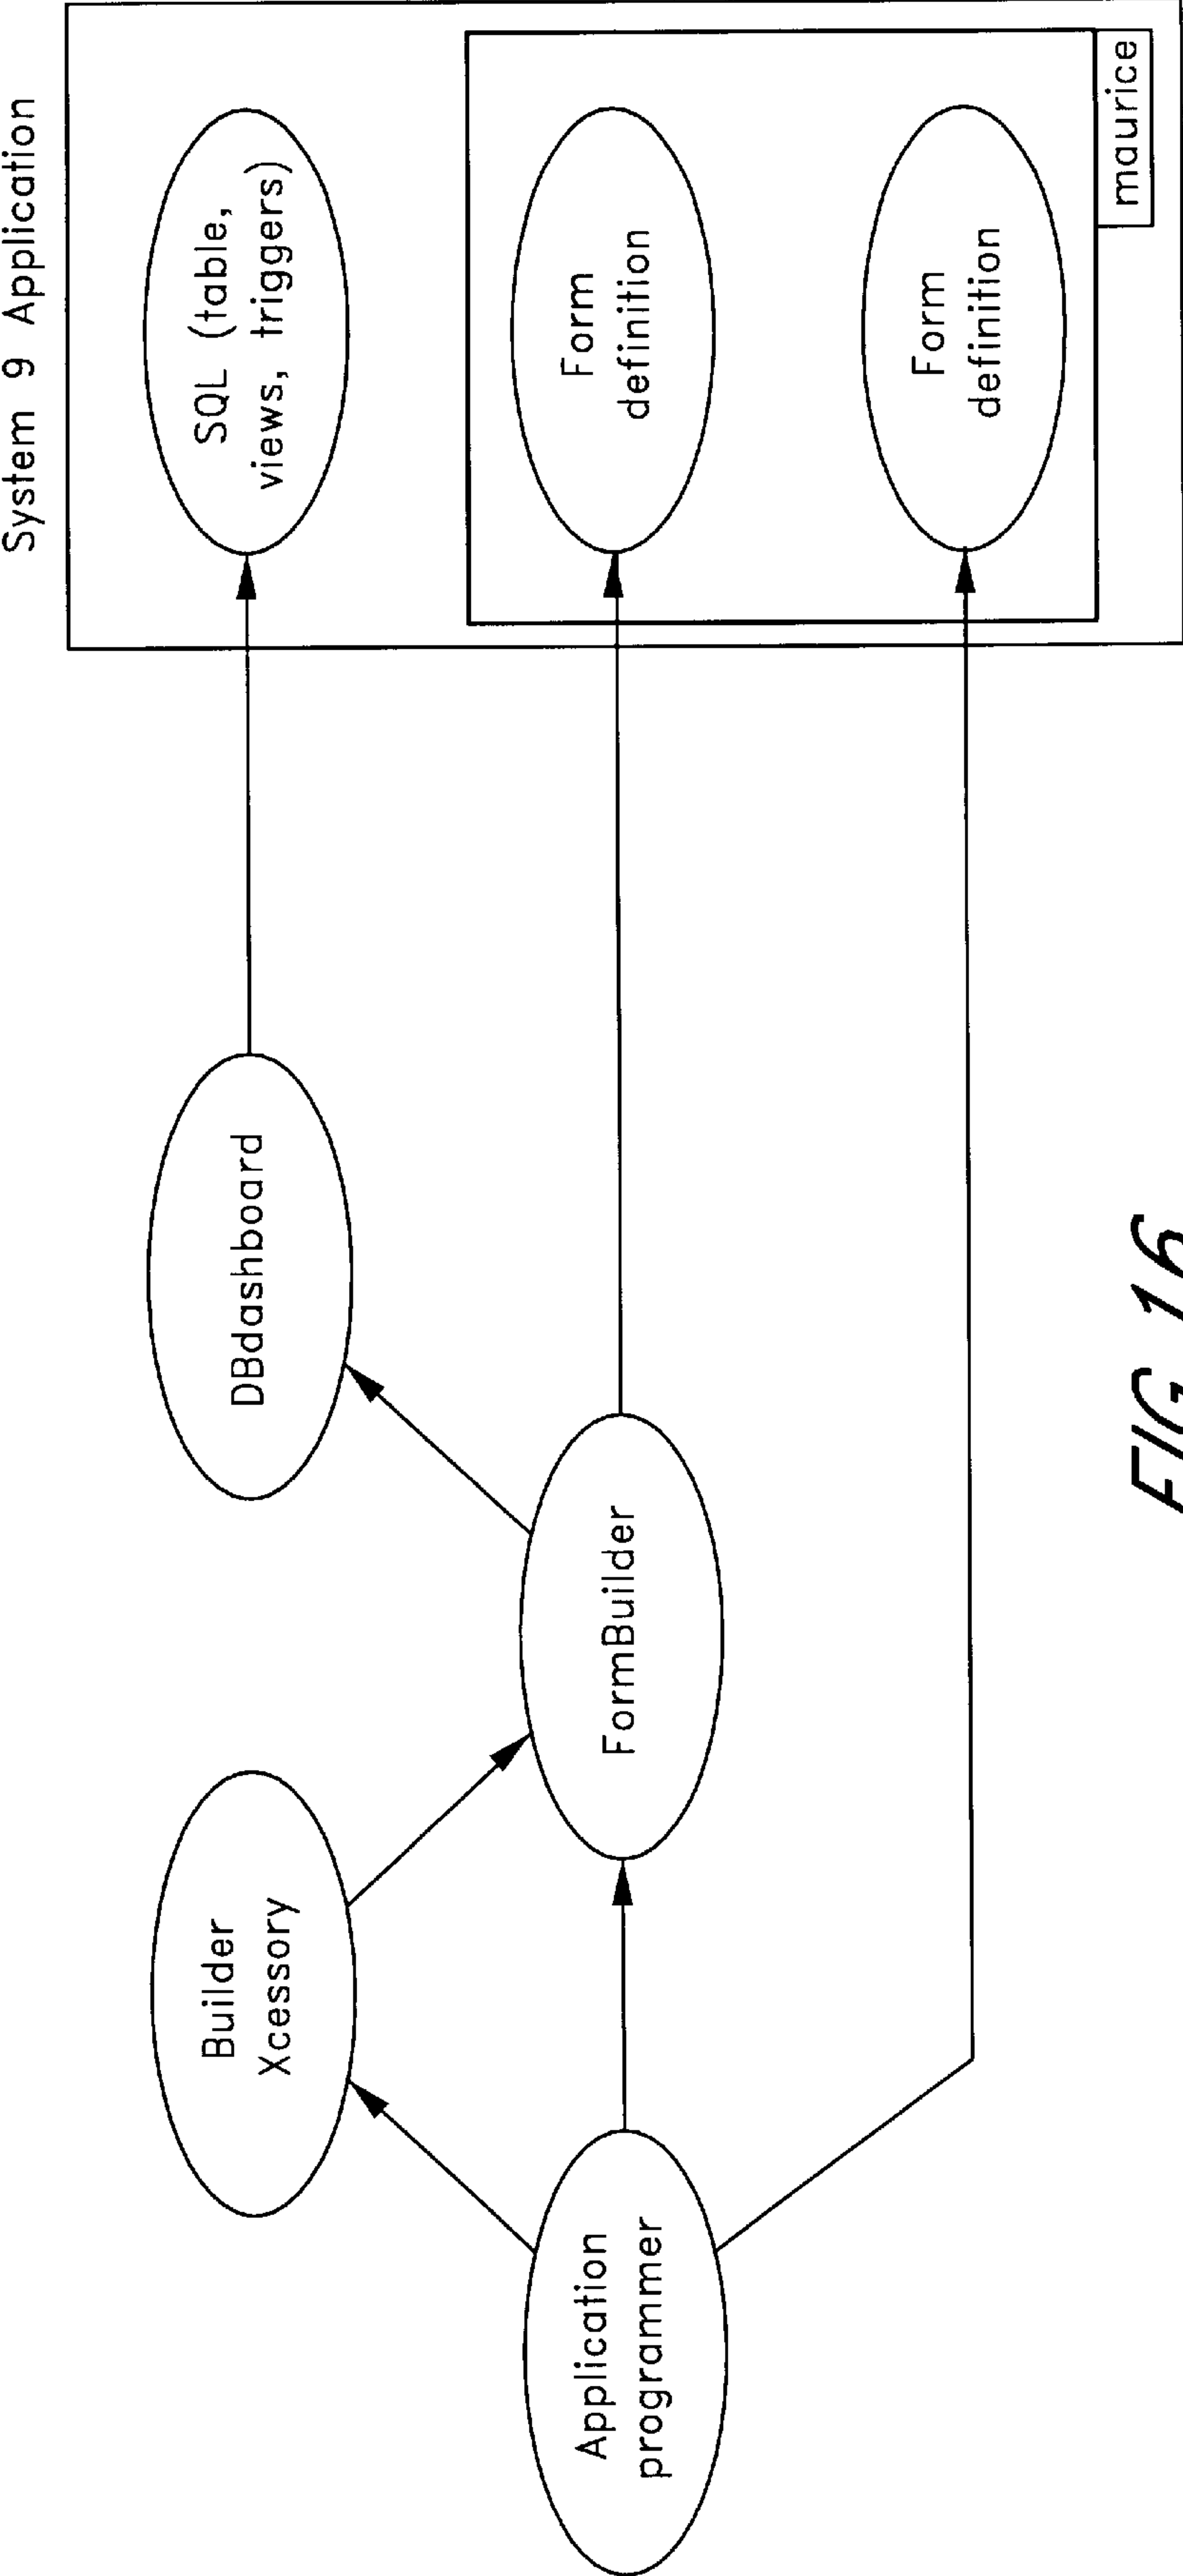 System 9 Application
Builder
Xcessory
DBdashboard
SQL (table,
views, triggers)
Application
programmer
FormBuilder
Form
definition
Form
definition
maurice
FIG. 16